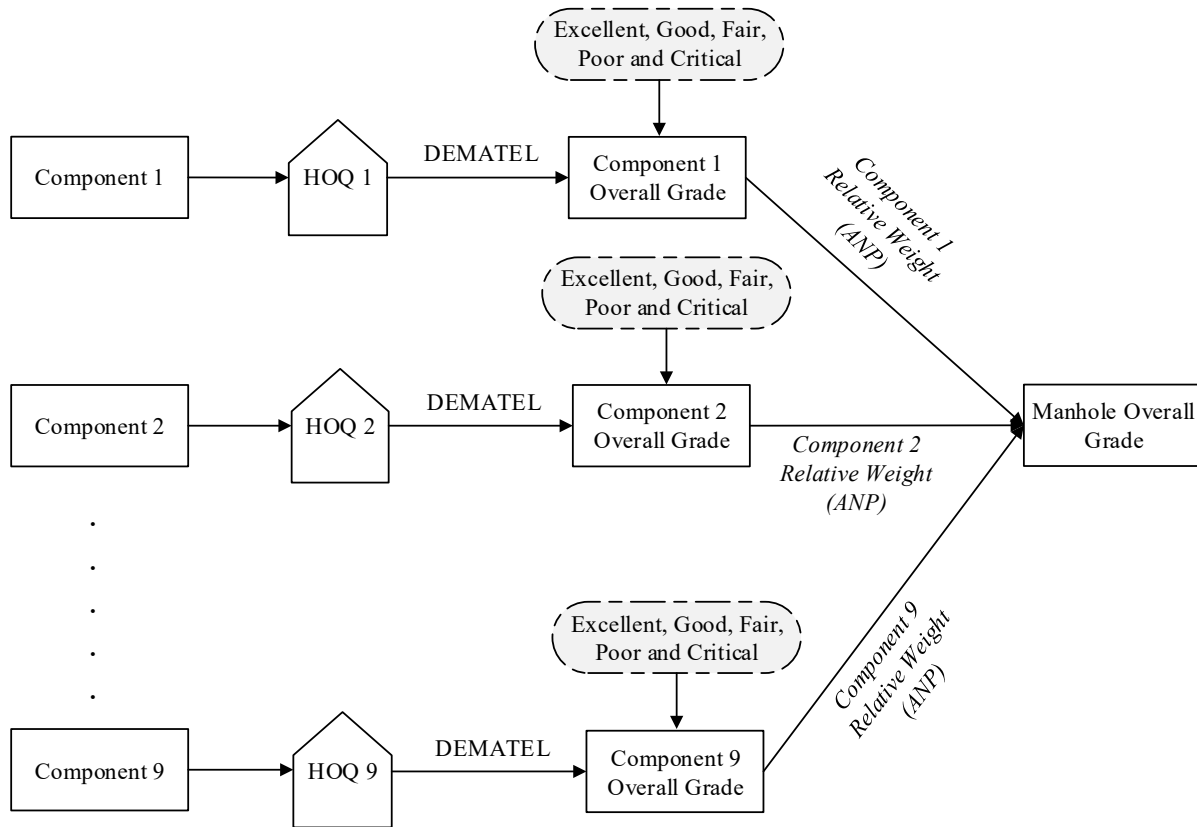 Excellent, Good, Fair,
Poor and Critical
Component 1
HOQ 1
DEMATEL
Component 1
Overall Grade
Component 1
Relative Weight
(ANP)
Excellent, Good, Fair,
Poor and Critical
Component 2
HOQ 2
DEMATEL
Component 2
Overall Grade
Component 2
Relative Weight
(ANP)
Manhole Overall
Grade
.
.
.
.
.
Excellent, Good, Fair,
Poor and Critical
Component 9
HOQ 9
DEMATEL
Component 9
Overall Grade
Component 9
Relative Weight
(ANP)